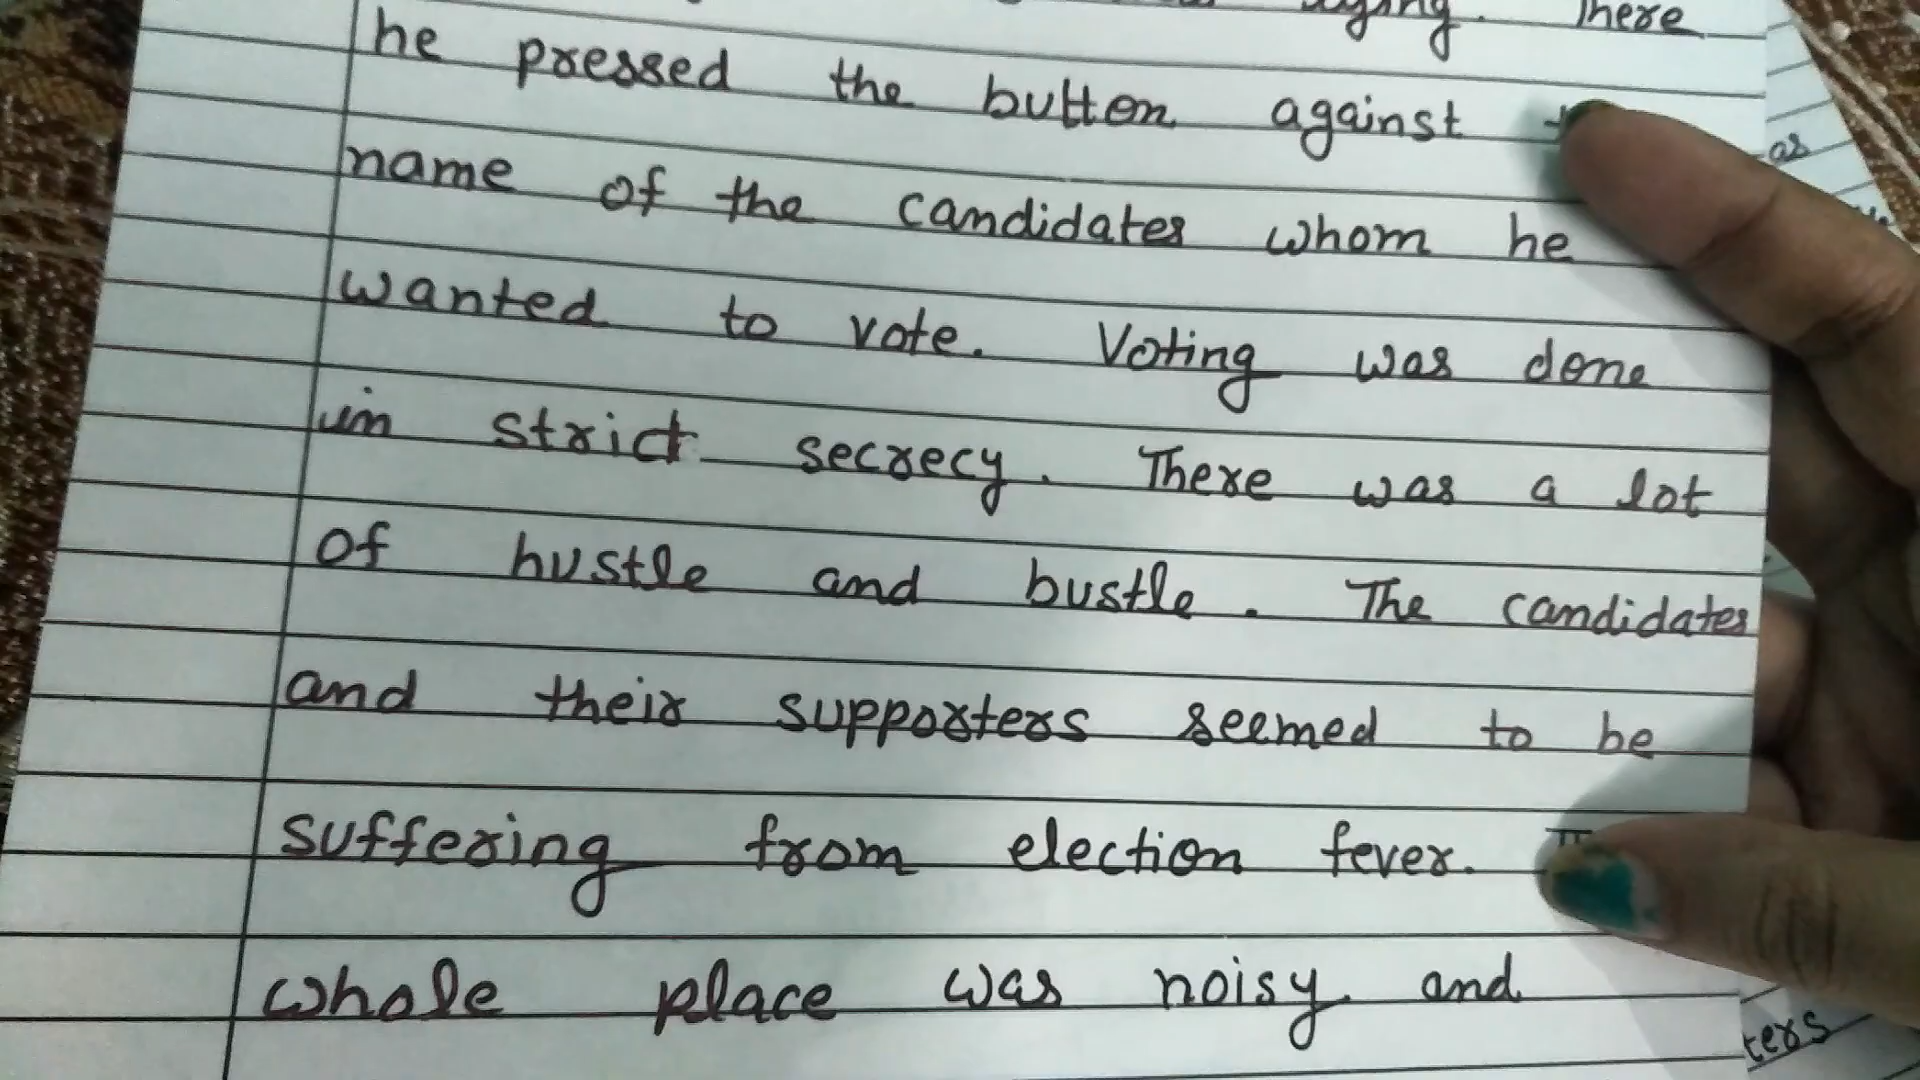 There
he pressed the button against
name of the candidates whom he
wanted to vote. Voting was done
in strict secrecy. There was a lot
of hustle and bustle. The candidates
and their supporters seemed to be
suffering from election fever.
whole place was noisy and